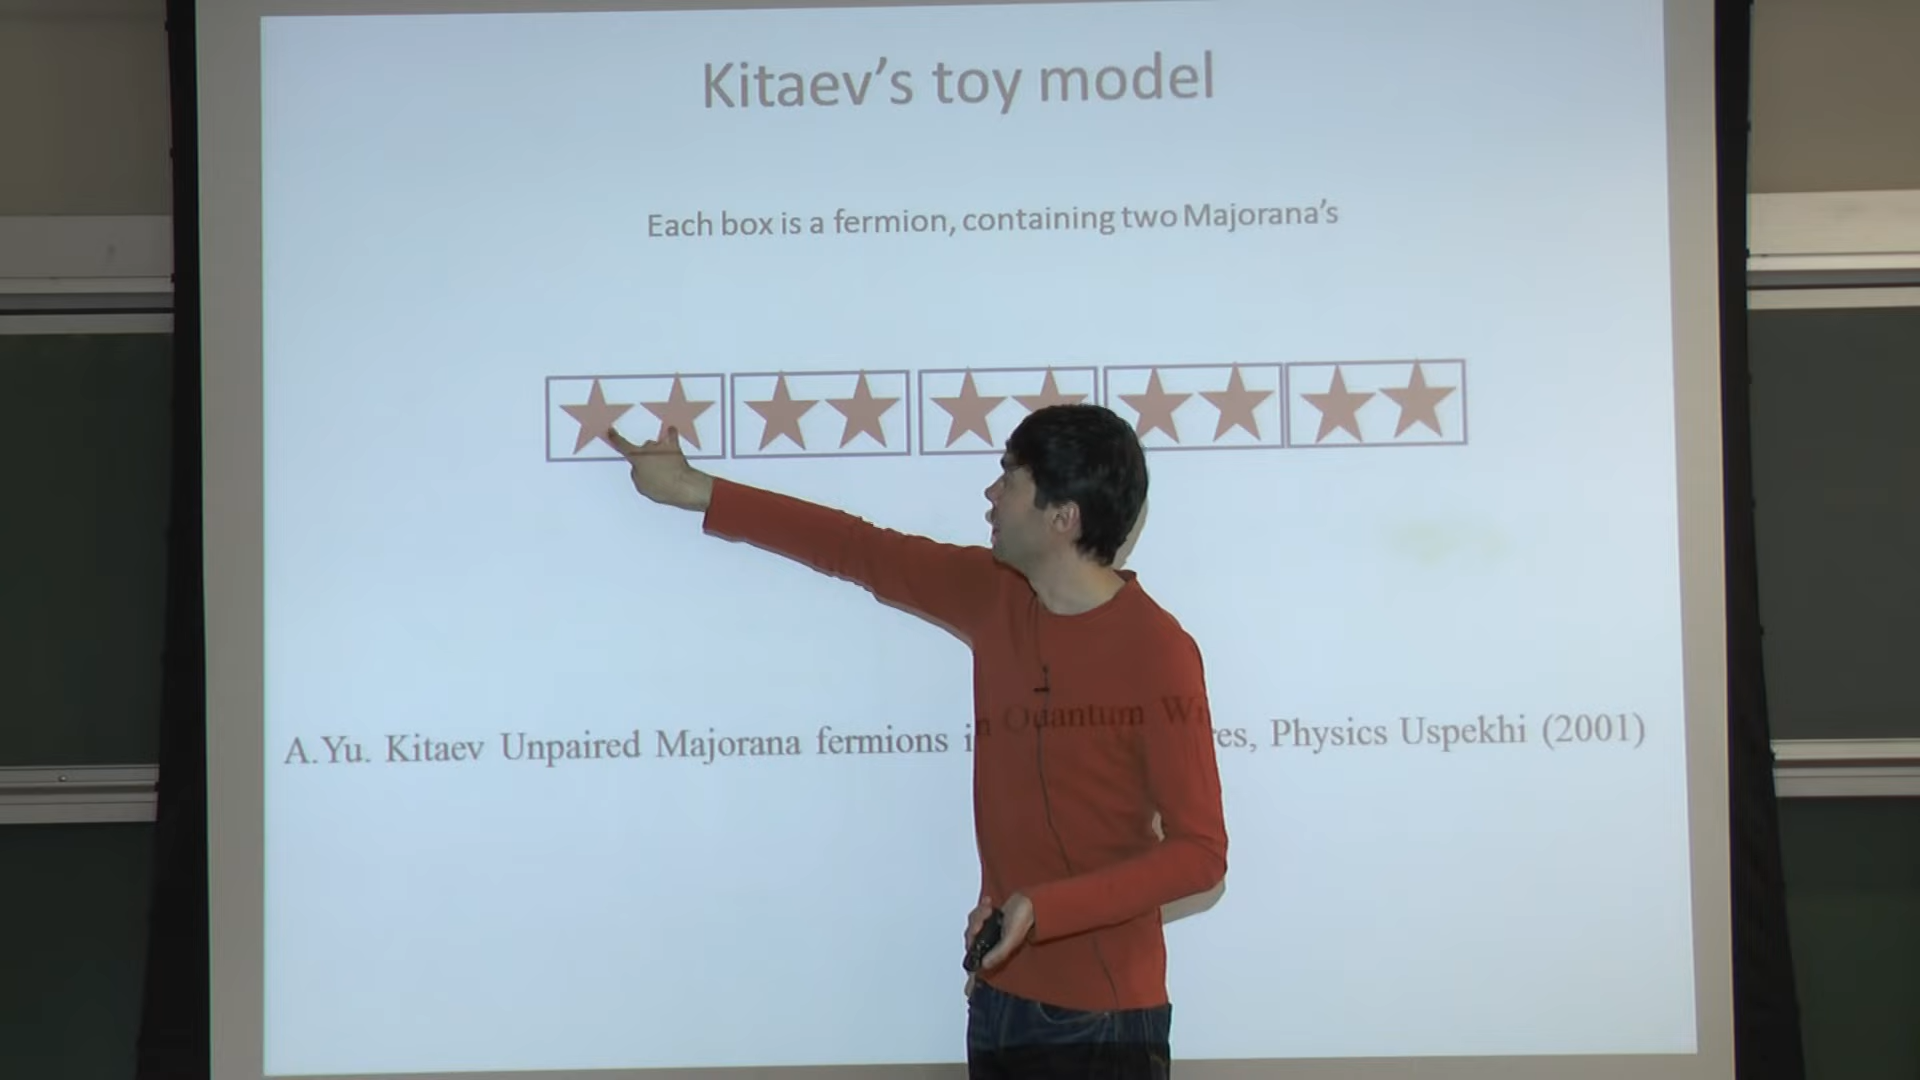 Kitaev's toy model
Each box is a fermion, containing two Majorana's
A.Yu. Kitaev Unpaired Majorana fermions in Quantum Wires, Physics Uspekhi (2001)